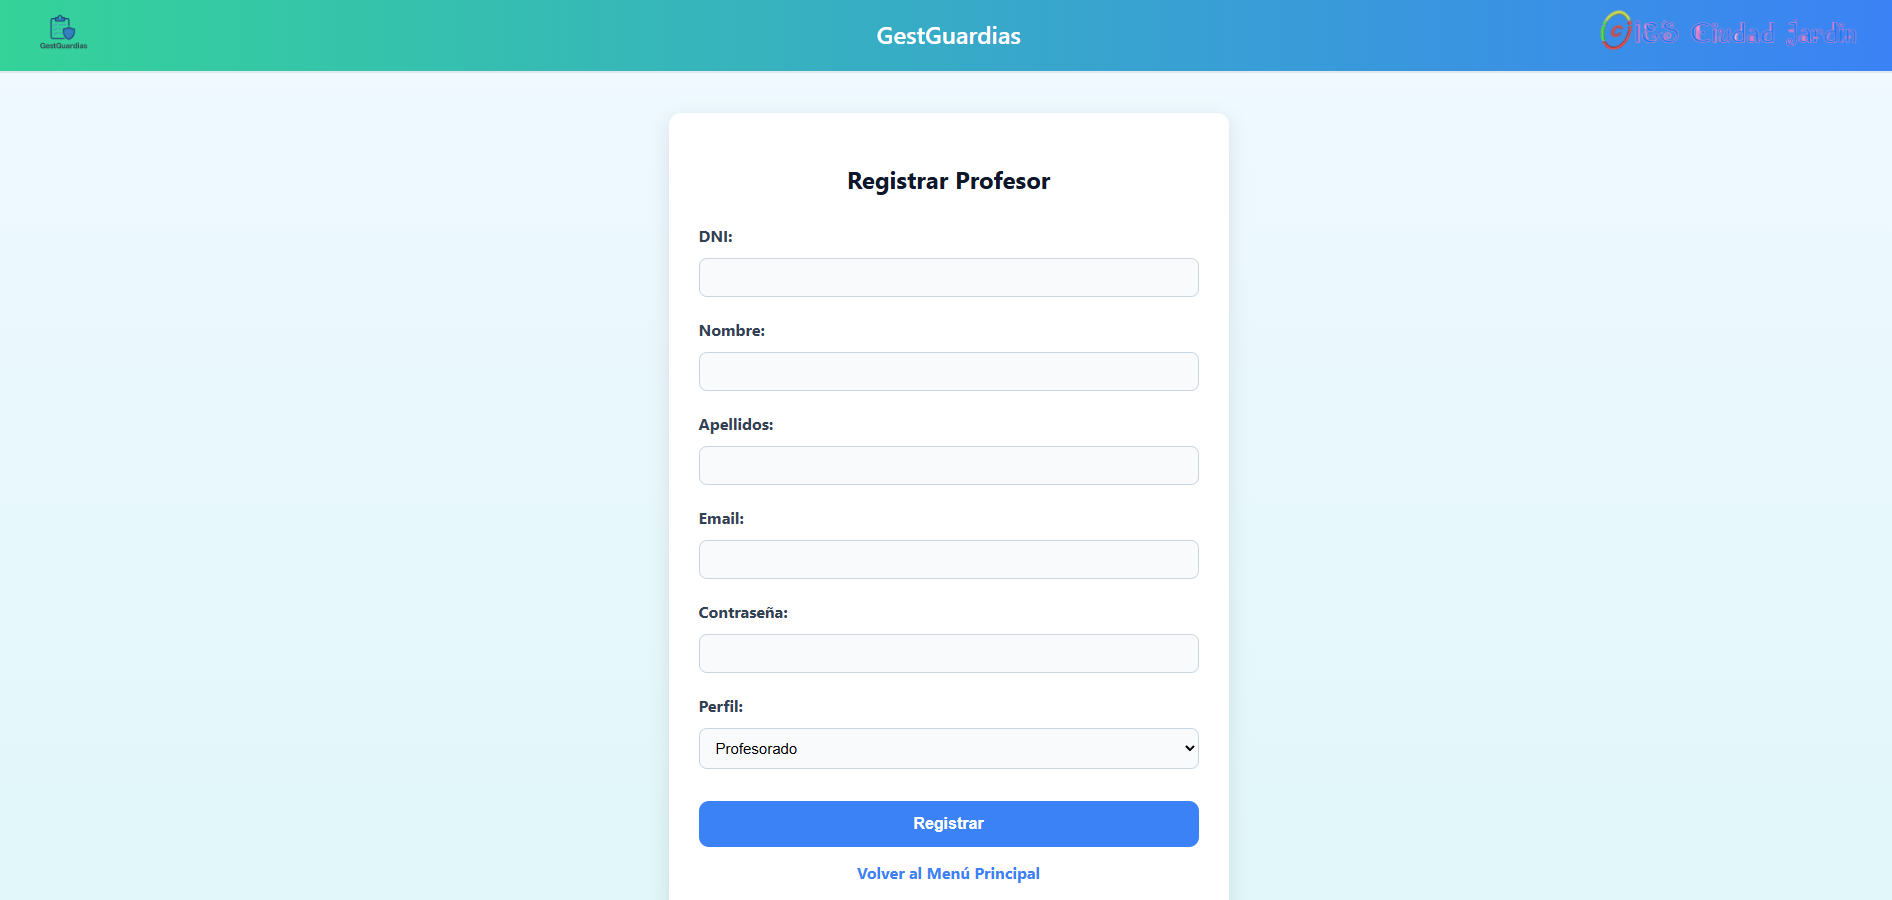 GestGuardias
GestGuardias
IES Ciudad Jardín
Registrar Profesor
DNI:
Nombre:
Apellidos:
Email:
Contraseña:
Perfil:
Profesorado
Registrar
Volver al Menú Principal